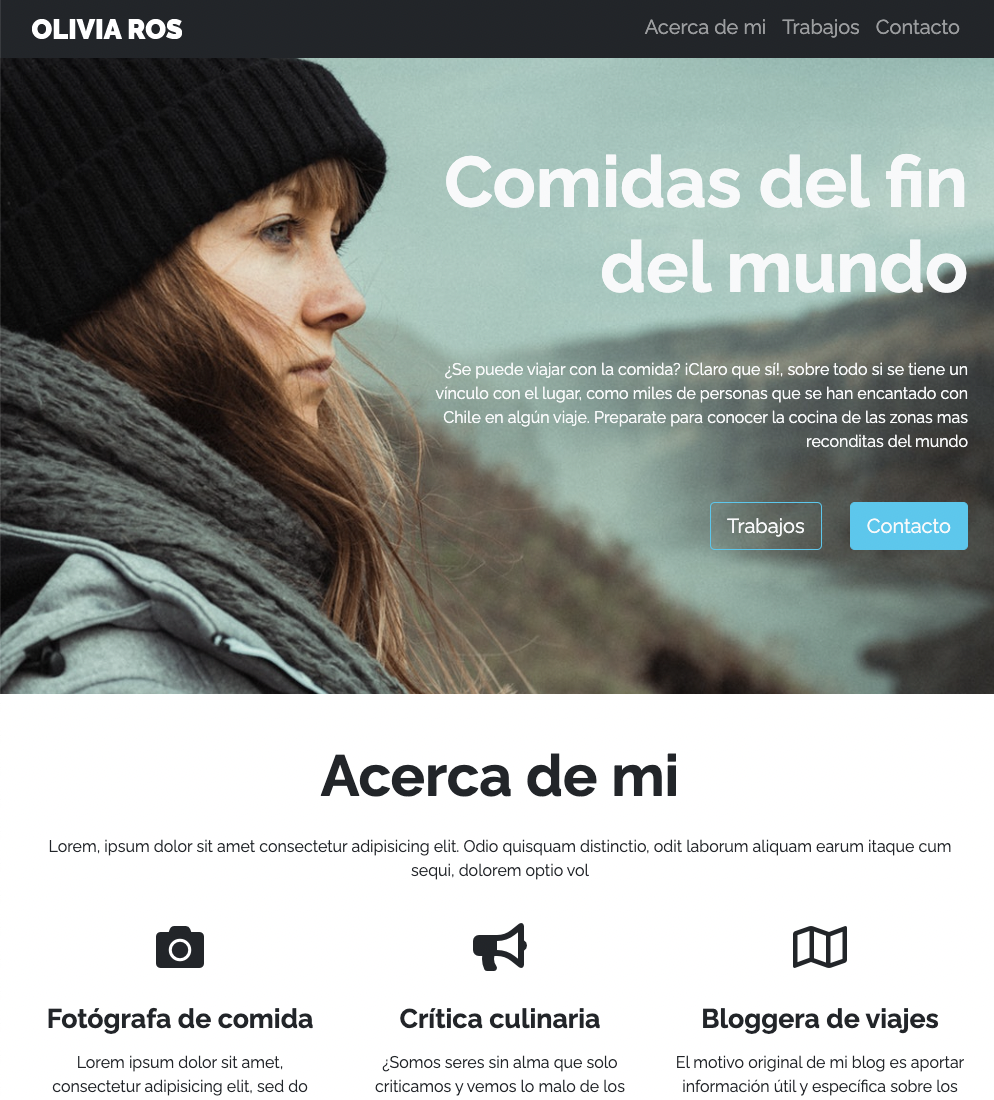 OLIVIA ROS
Acerca de mi Trabajos Contacto
Comidas del fin
del mundo
¿Se puede viajar con la comida? ¡Claro que sí!, sobre todo si se tiene un
vínculo con el lugar, como miles de personas que se han encantado con
Chile en algún viaje. Preparate para conocer la cocina de las zonas mas
reconditas del mundo
Trabajos Contacto
Acerca de mi
Lorem, ipsum dolor sit amet consectetur adipisicing elit. Odio quisquam distinctio, odit laborum aliquam earum itaque cum
sequi, dolorem optio vol
Fotógrafa de comida
Lorem ipsum dolor sit amet,
consectetur adipisicing elit, sed do
Crítica culinaria
¿Somos seres sin alma que solo
criticamos y vemos lo malo de los
Bloggera de viajes
El motivo original de mi blog es aportar
información útil y específica sobre los